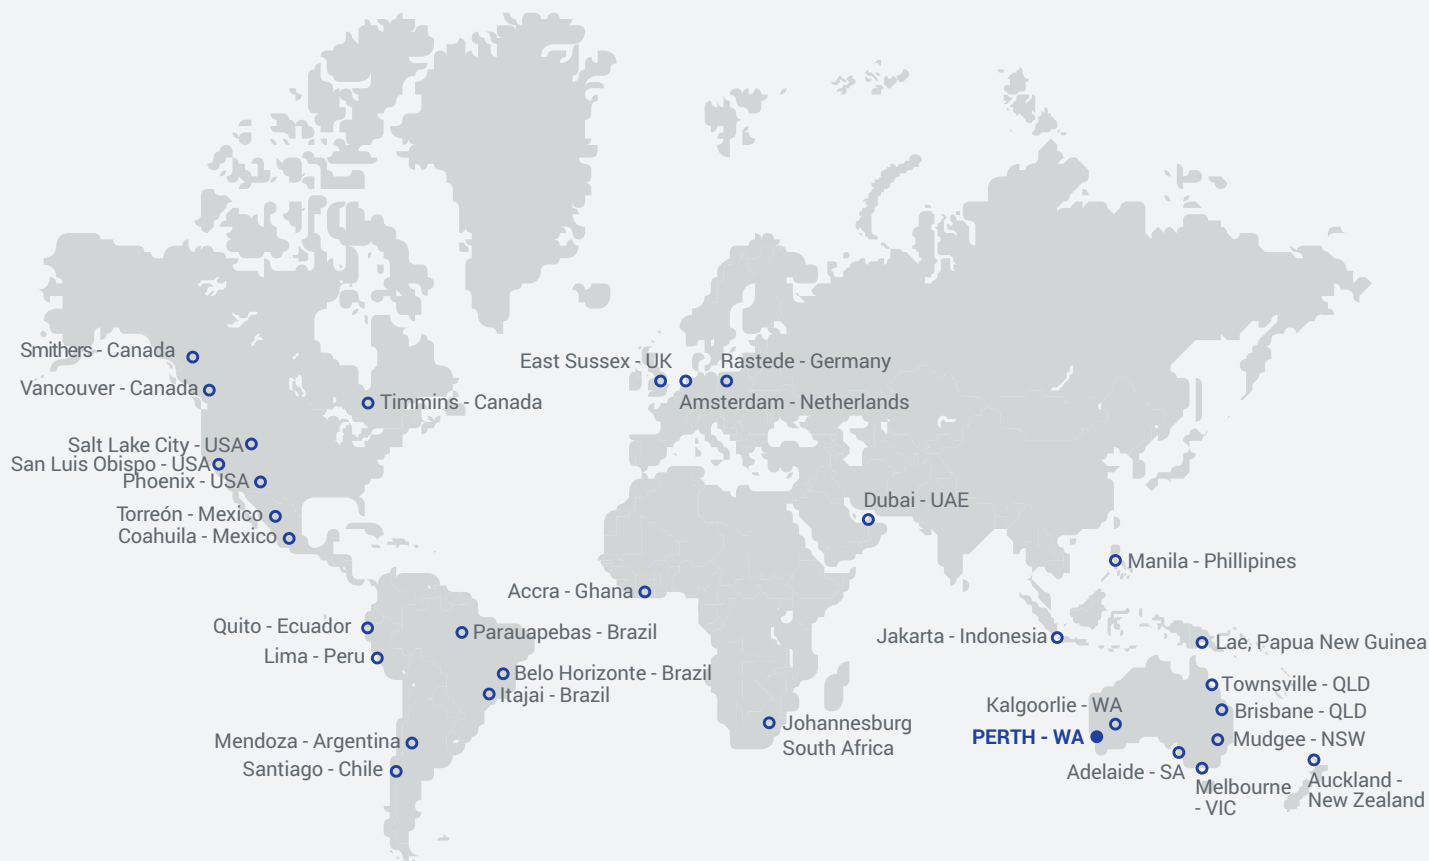 Smithers - Canada
East Sussex - UK
Rastede - Germany
Vancouver - Canada
Timmins - Canada
Amsterdam - Netherlands
Salt Lake City - USA
San Luis Obispo - USA
Phoenix - USA
Dubai - UAE
Torreón - Mexico
Coahuila - Mexico
Manila - Phillipines
Accra - Ghana
Quito - Ecuador
Parauapebas - Brazil
Jakarta - Indonesia
Lae, Papua New Guinea
Lima - Peru
Belo Horizonte - Brazil
Itajai - Brazil
Townsville - QLD
Kalgoorlie - WA
Brisbane - QLD
Johannesburg
South Africa
PERTH - WA
Mudgee - NSW
Mendoza - Argentina
Santiago - Chile
Adelaide - SA
Melbourne
- VIC
Auckland -
New Zealand